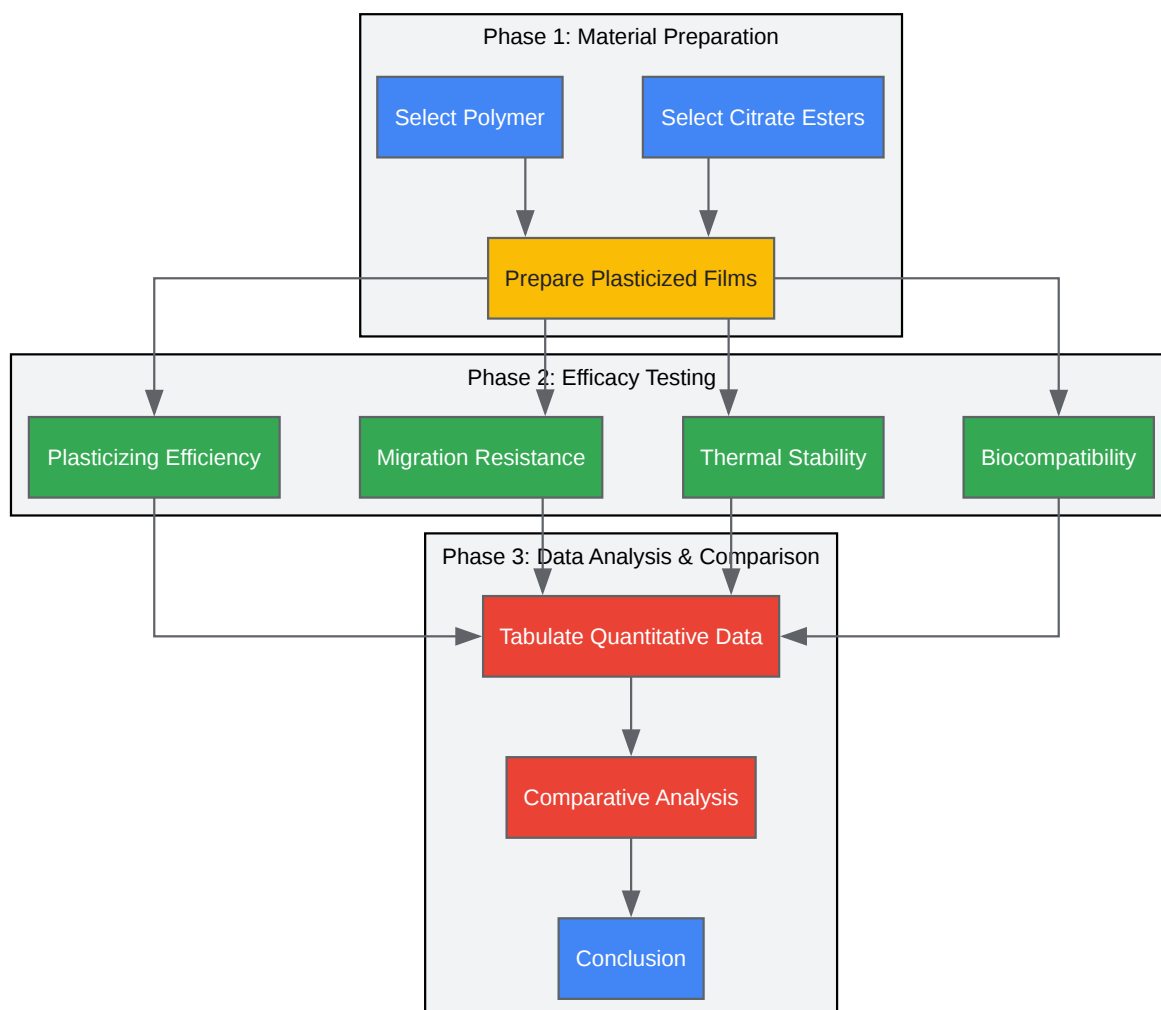 Phase 1: Material Preparation
Select Polymer
Select Citrate Esters
Prepare Plasticized Films
Phase 2: Efficacy Testing
Plasticizing Efficiency
Migration Resistance
Thermal Stability
Biocompatibility
Phase 3: Data Analysis & Comparison
Tabulate Quantitative Data
Comparative Analysis
Conclusion